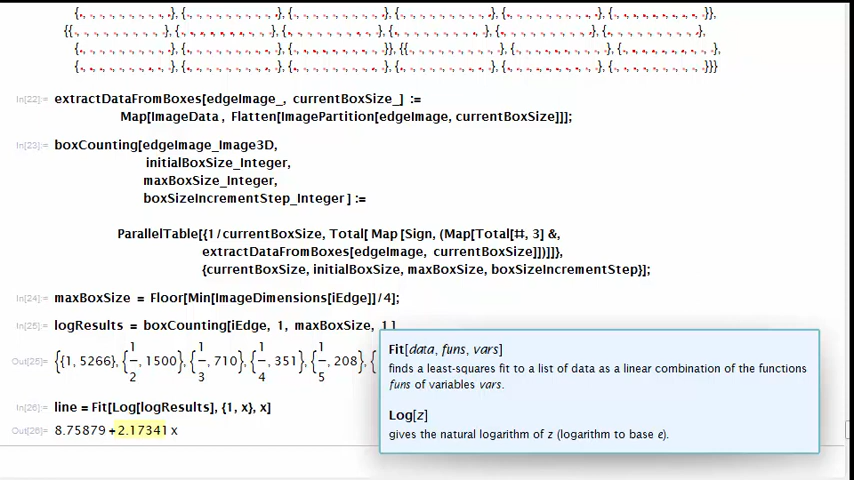 {., ., ., ., ., ., ., ., .}, {., ., ., ., ., ., ., ., .}, {., ., ., ., ., ., ., ., .}, {., ., ., ., ., ., ., ., .}, {., ., ., ., ., ., ., ., .}, {., ., ., ., ., ., ., ., .}},
{{., ., ., ., ., ., ., ., .}, {., ., ., ., ., ., ., ., .}, {., ., ., ., ., ., ., ., .}, {., ., ., ., ., ., ., ., .}, {., ., ., ., ., ., ., ., .}, {., ., ., ., ., ., ., ., .},
{., ., ., ., ., ., ., ., .}, {., ., ., ., ., ., ., ., .}, {., ., ., ., ., ., ., ., .}}, {{., ., ., ., ., ., ., ., .}, {., ., ., ., ., ., ., ., .}, {., ., ., ., ., ., ., ., .},
{., ., ., ., ., ., ., ., .}, {., ., ., ., ., ., ., ., .}, {., ., ., ., ., ., ., ., .}, {., ., ., ., ., ., ., ., .}, {., ., ., ., ., ., ., ., .}, {., ., ., ., ., ., ., ., .}}}
In[22]:= extractDataFromBoxes[edgeImage_, currentBoxSize_] :=
Map[ImageData, Flatten[ImagePartition[edgeImage, currentBoxSize]]];
In[23]:= boxCounting[edgeImage_Image3D,
initialBoxSize_Integer,
maxBoxSize_Integer,
boxSizeIncrementStep_Integer] :=
ParallelTable[{1/currentBoxSize, Total[Map[Sign, (Map[Total[#, 3] &,
extractDataFromBoxes[edgeImage, currentBoxSize]])]]},
{currentBoxSize, initialBoxSize, maxBoxSize, boxSizeIncrementStep}];
In[24]:= maxBoxSize = Floor[Min[ImageDimensions[iEdge]]/4];
In[25]:= logResults = boxCounting[iEdge, 1, maxBoxSize, 1]
Out[25]= {{1, 5266}, {1/2, 1500}, {1/3, 710}, {1/4, 351}, {1/5, 208}, {
Fit[data, funs, vars]
finds a least-squares fit to a list of data as a linear combination of the functions
funs of variables vars.
Log[z]
gives the natural logarithm of z (logarithm to base e).
In[26]:= line = Fit[Log[logResults], {1, x}, x]
Out[26]= 8.75879 + 2.17341 x